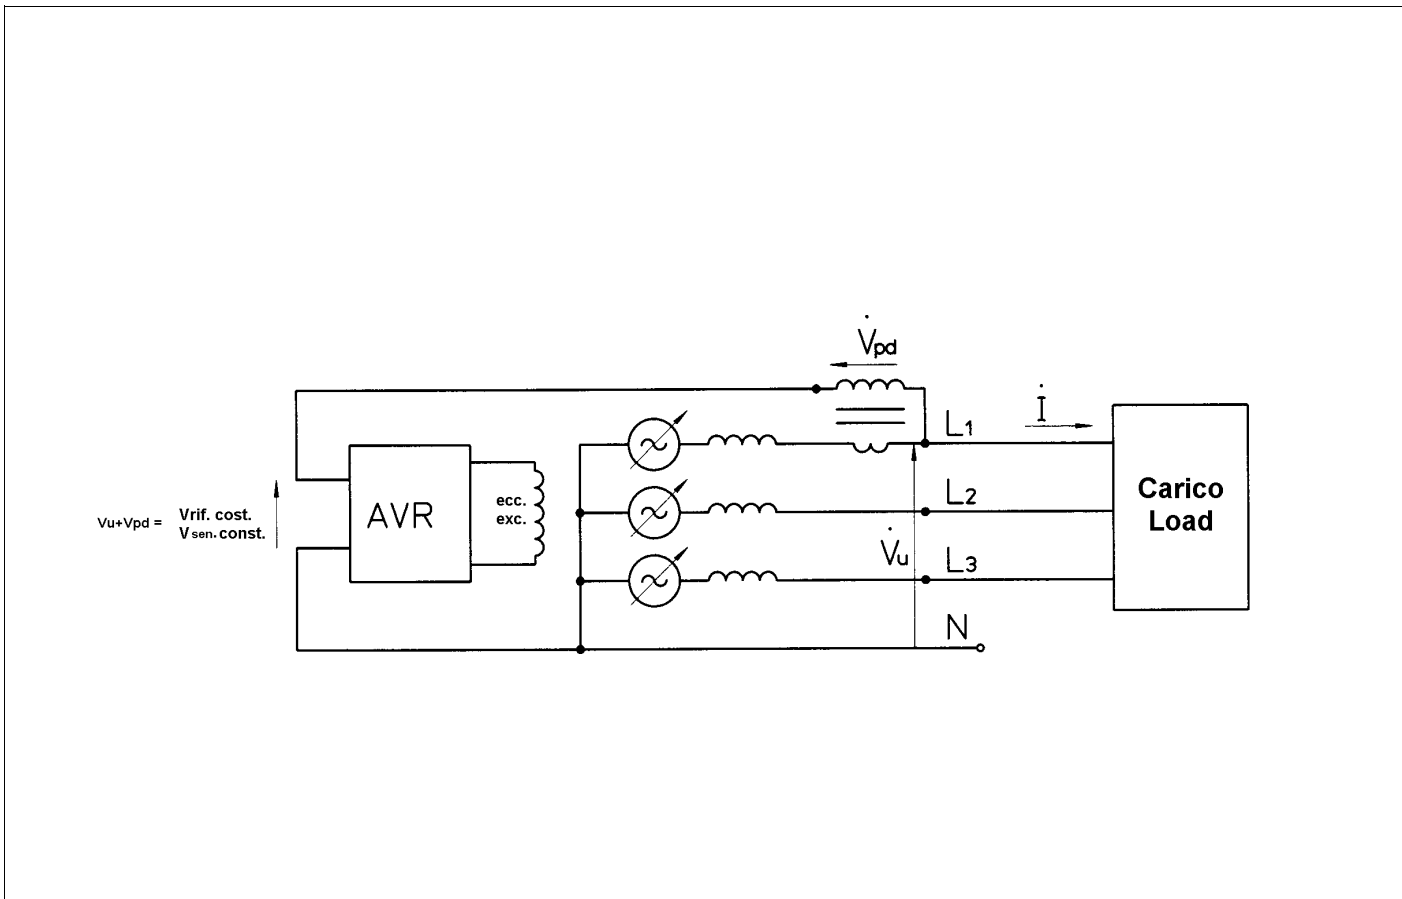 V̇pd
İ
L1
Carico
Load
L2
AVR
ecc.
exc.
Vu+Vpd =
Vrif. cost.
Vsen. const.
V̇u
L3
N